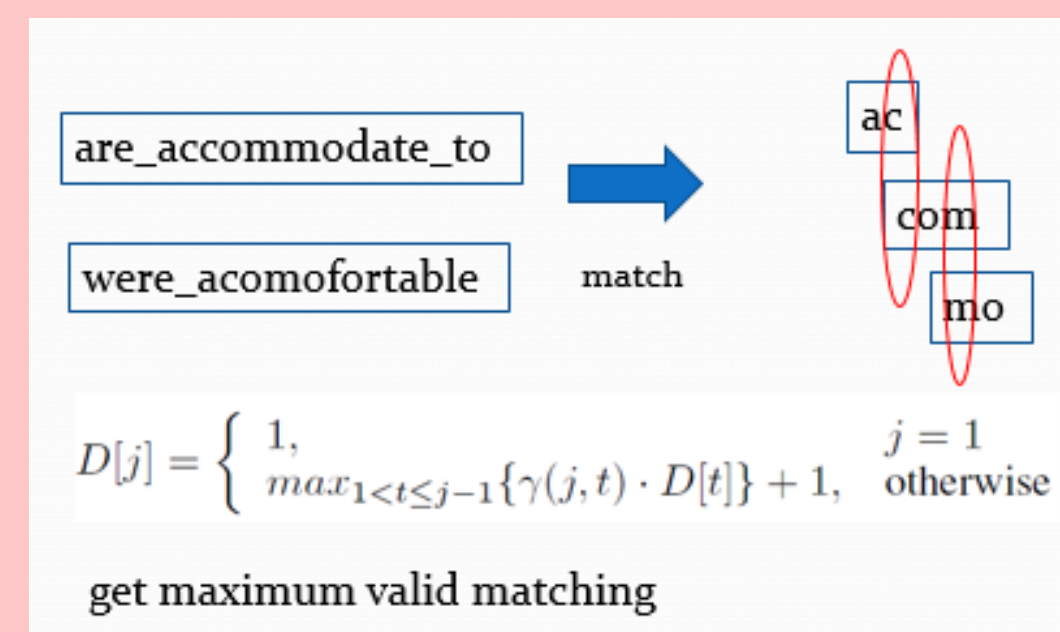 are_accommodate_to
were_acomofortable
match
ac
com
mo
D[j] = { 1, j = 1
max_{1<t≤j−1}{γ(j, t) · D[t]} + 1, otherwise
get maximum valid matching